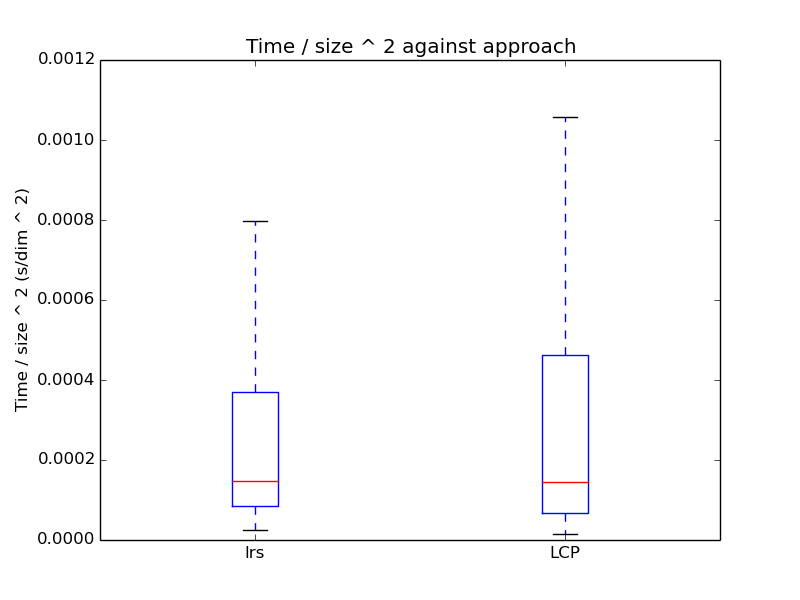 Time / size ^ 2 against approach
Time / size ^ 2 (s/dim ^ 2)
0.0012
0.0010
0.0008
0.0006
0.0004
0.0002
0.0000
lrs
LCP